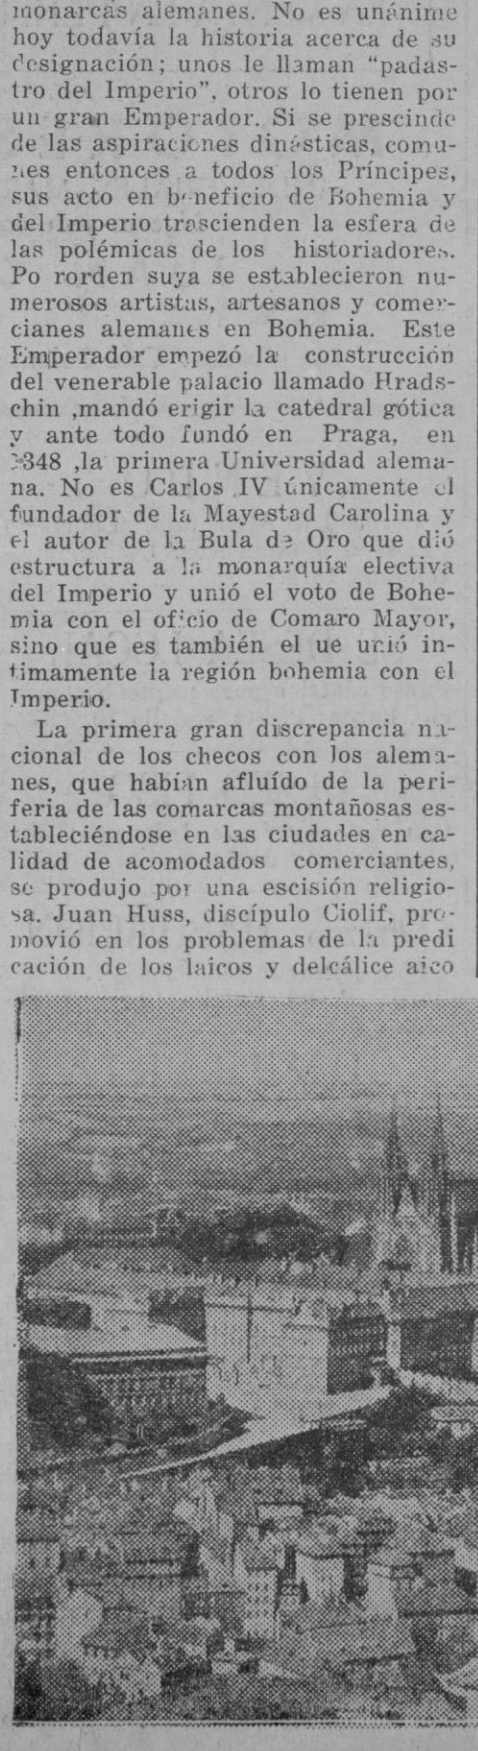 monarcas alemanes. No es unánime
hoy todavía la historia acerca de su
designación; unos le llaman "padas-
tro del Imperio", otros lo tienen por
un gran Emperador. Si se prescinde
de las aspiraciones dinásticas, comu-
nes entonces a todos los Príncipes,
sus acto en beneficio de Bohemia y
del Imperio trascienden la esfera de
las polémicas de los historiadores.
Po rorden suya se establecieron nu-
merosos artistas, artesanos y comer-
cianes alemanes en Bohemia. Este
Emperador empezó la construcción
del venerable palacio llamado Hrads-
chin ,mandó erigir la catedral gótica
y ante todo fundó en Praga, en
1348 ,la primera Universidad alema-
na. No es Carlos IV únicamente el
fundador de la Mayestad Carolina y
el autor de la Bula de Oro que dió
estructura a la monarquía electiva
del Imperio y unió el voto de Bohe-
mia con el oficio de Comaro Mayor,
sino que es también el ue unió in-
timamente la región bohemia con el
Imperio.
La primera gran discrepancia na-
cional de los checos con los alema-
nes, que habían afluído de la peri-
feria de las comarcas montañosas es-
tableciéndose en las ciudades en ca-
lidad de acomodados comerciantes,
se produjo por una escisión religio-
sa. Juan Huss, discípulo Ciolif, pro-
movió en los problemas de la predi
cación de los laicos y delcálice aico